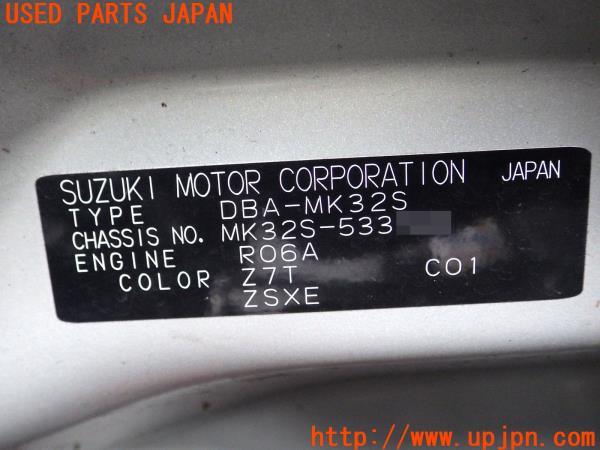 USED PARTS JAPAN
SUZUKI MOTOR CORPORATION JAPAN
TYPE DBA-MK32S
CHASSIS NO. MK32S-533
ENGINE R06A
COLOR Z7T C01
ZSXE
http://www.upjpn.com/